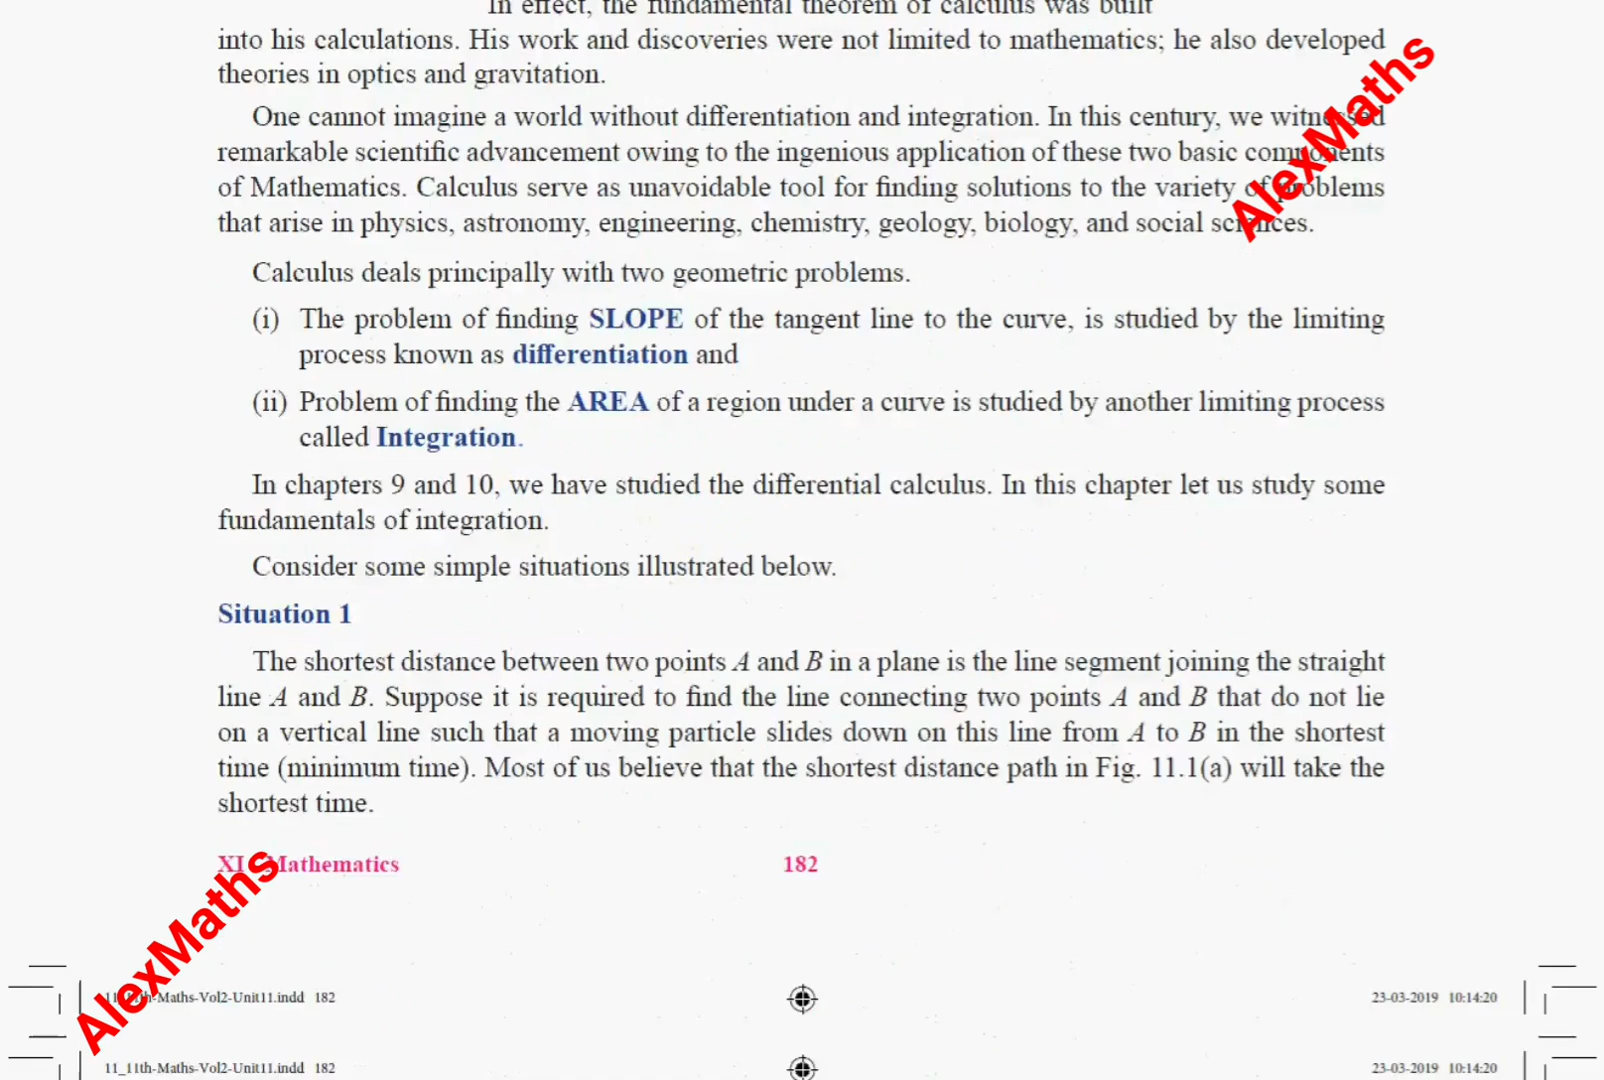 In effect, the fundamental theorem of calculus was built
into his calculations. His work and discoveries were not limited to mathematics; he also developed
theories in optics and gravitation.
One cannot imagine a world without differentiation and integration. In this century, we witnessed
remarkable scientific advancement owing to the ingenious application of these two basic components
of Mathematics. Calculus serve as unavoidable tool for finding solutions to the variety of problems
that arise in physics, astronomy, engineering, chemistry, geology, biology, and social sciences.
AlexMaths
Calculus deals principally with two geometric problems.
(i) The problem of finding SLOPE of the tangent line to the curve, is studied by the limiting
process known as differentiation and
(ii) Problem of finding the AREA of a region under a curve is studied by another limiting process
called Integration.
In chapters 9 and 10, we have studied the differential calculus. In this chapter let us study some
fundamentals of integration.
Consider some simple situations illustrated below.
Situation 1
The shortest distance between two points A and B in a plane is the line segment joining the straight
line A and B. Suppose it is required to find the line connecting two points A and B that do not lie
on a vertical line such that a moving particle slides down on this line from A to B in the shortest
time (minimum time). Most of us believe that the shortest distance path in Fig. 11.1(a) will take the
shortest time.
XI - Mathematics 182
AlexMaths
11_11th-Maths-Vol2-Unit11.indd 182 23-03-2019 10:14:20
11_11th-Maths-Vol2-Unit11.indd 182 23-03-2019 10:14:20